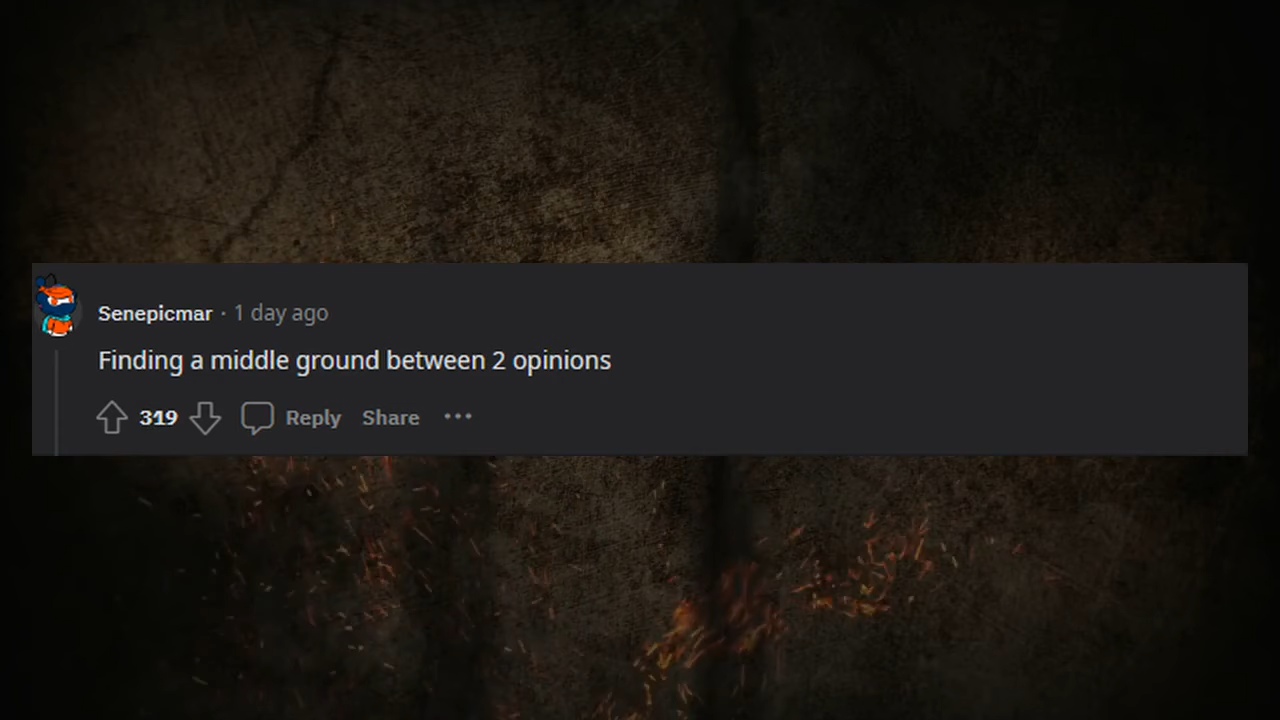 Senepicmar · 1 day ago
Finding a middle ground between 2 opinions
319 Reply Share ···